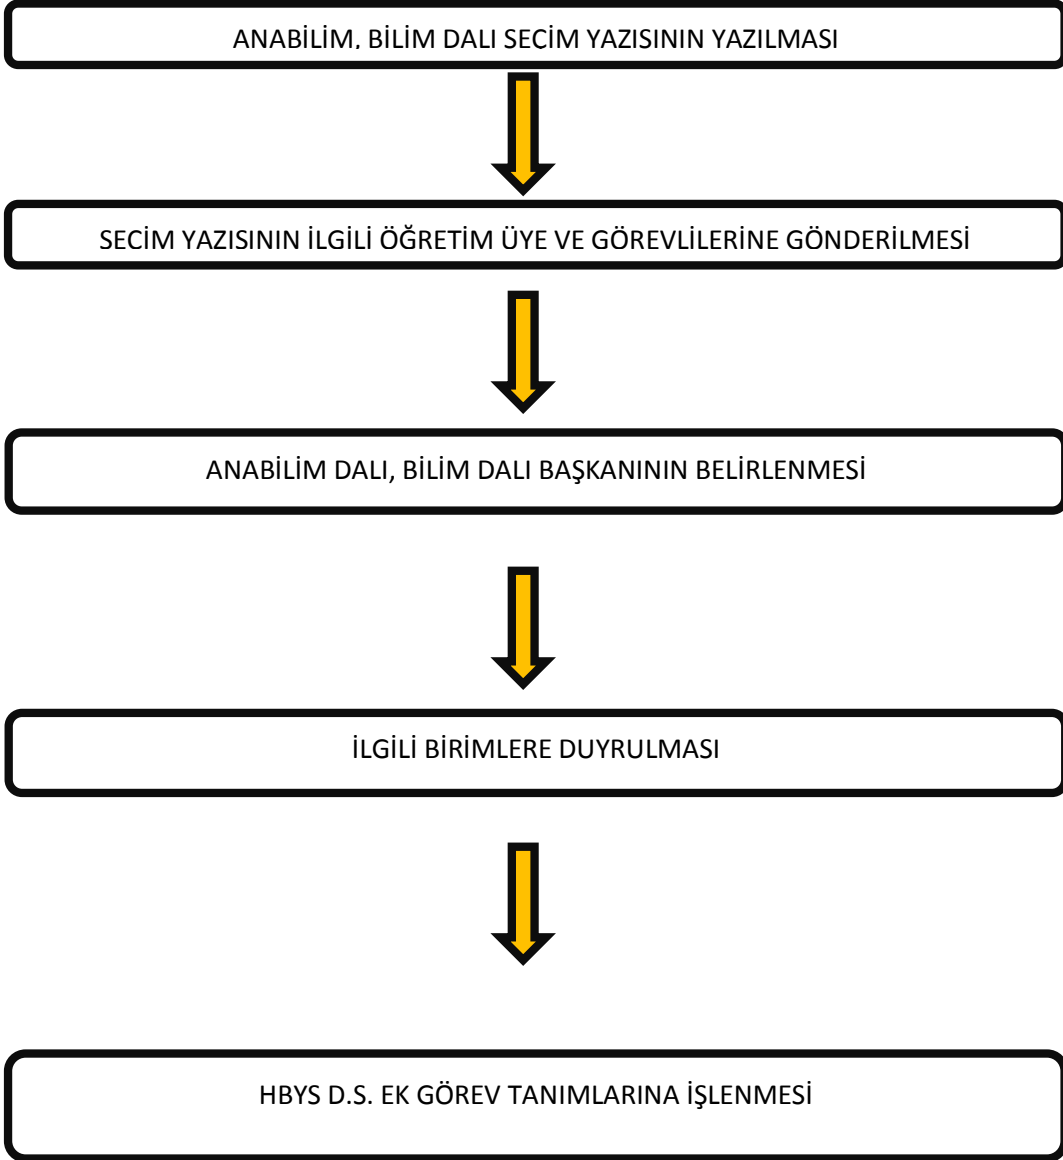 ANABİLİM, BİLİM DALI SECİM YAZISININ YAZILMASI
SECİM YAZISININ İLGİLİ ÖĞRETİM ÜYE VE GÖREVLİLERİNE GÖNDERİLMESİ
ANABİLİM DALI, BİLİM DALI BAŞKANININ BELİRLENMESİ
İLGİLİ BİRİMLERE DUYRULMASI
HBYS D.S. EK GÖREV TANIMLARINA İŞLENMESİ